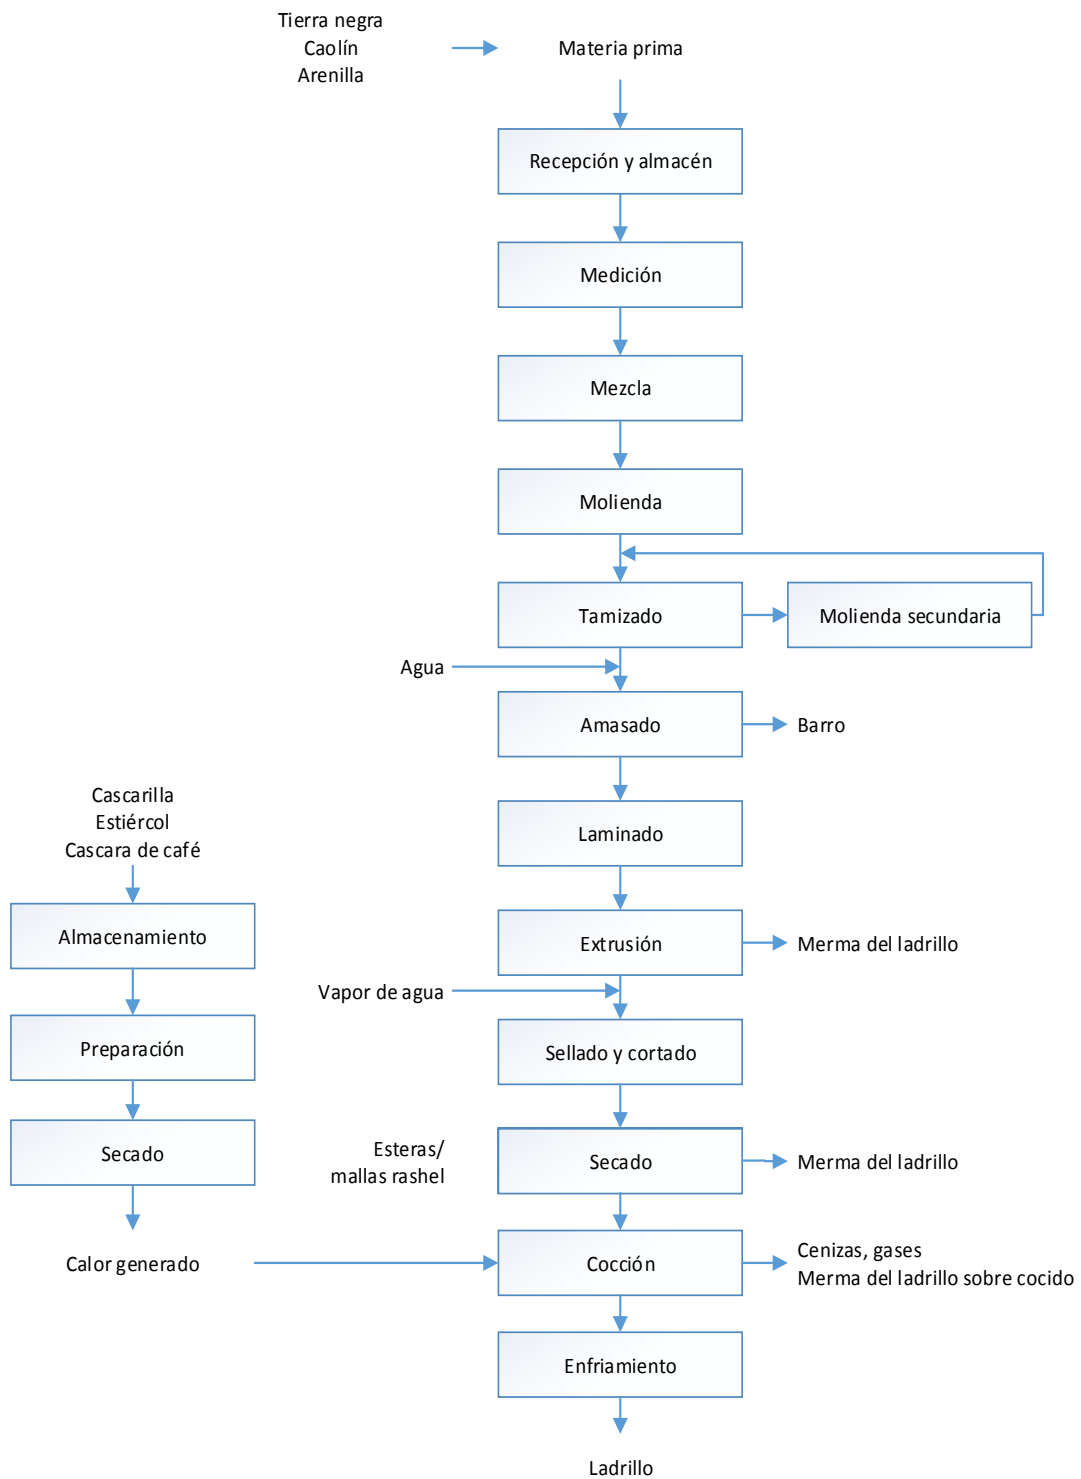 Tierra negra
Caolín
Arenilla
Materia prima
Recepción y almacén
Medición
Mezcla
Molienda
Tamizado
Molienda secundaria
Agua
Amasado
Barro
Laminado
Cascarilla
Estiércol
Cascara de café
Almacenamiento
Extrusión
Merma del ladrillo
Vapor de agua
Preparación
Sellado y cortado
Secado
Esteras/
mallas rashel
Secado
Merma del ladrillo
Calor generado
Cocción
Cenizas, gases
Merma del ladrillo sobre cocido
Enfriamiento
Ladrillo